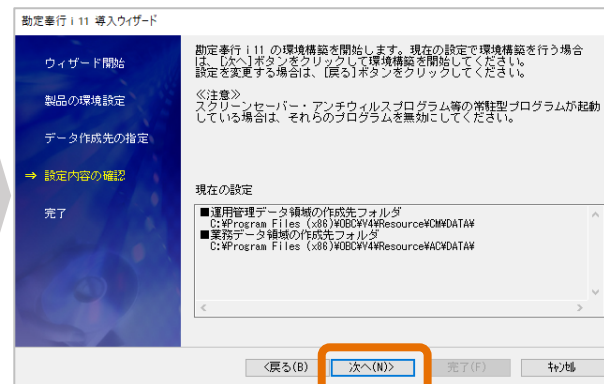 勘定奉行ｉ11 導入ウィザード
ウィザード開始
製品の環境設定
データ作成先の指定
⇒ 設定内容の確認
完了
勘定奉行ｉ11 の環境構築を開始します。現在の設定で環境構築を行う場合
は、[次へ]ボタンをクリックして環境構築を開始してください。
設定を変更する場合は、[戻る]ボタンをクリックしてください。
≪注意≫
スクリーンセーバー・アンチウィルスプログラム等の常駐型プログラムが起動
している場合は、それらのプログラムを無効にしてください。
現在の設定
■運用管理データ領域の作成先フォルダ
C:¥Program Files (x86)¥OBC¥V4¥Resource¥CM¥DATA¥
■業務データ領域の作成先フォルダ
C:¥Program Files (x86)¥OBC¥V4¥Resource¥AC¥DATA¥
<戻る(B)
次へ(N)>
完了(F)
ｷｬﾝｾﾙ